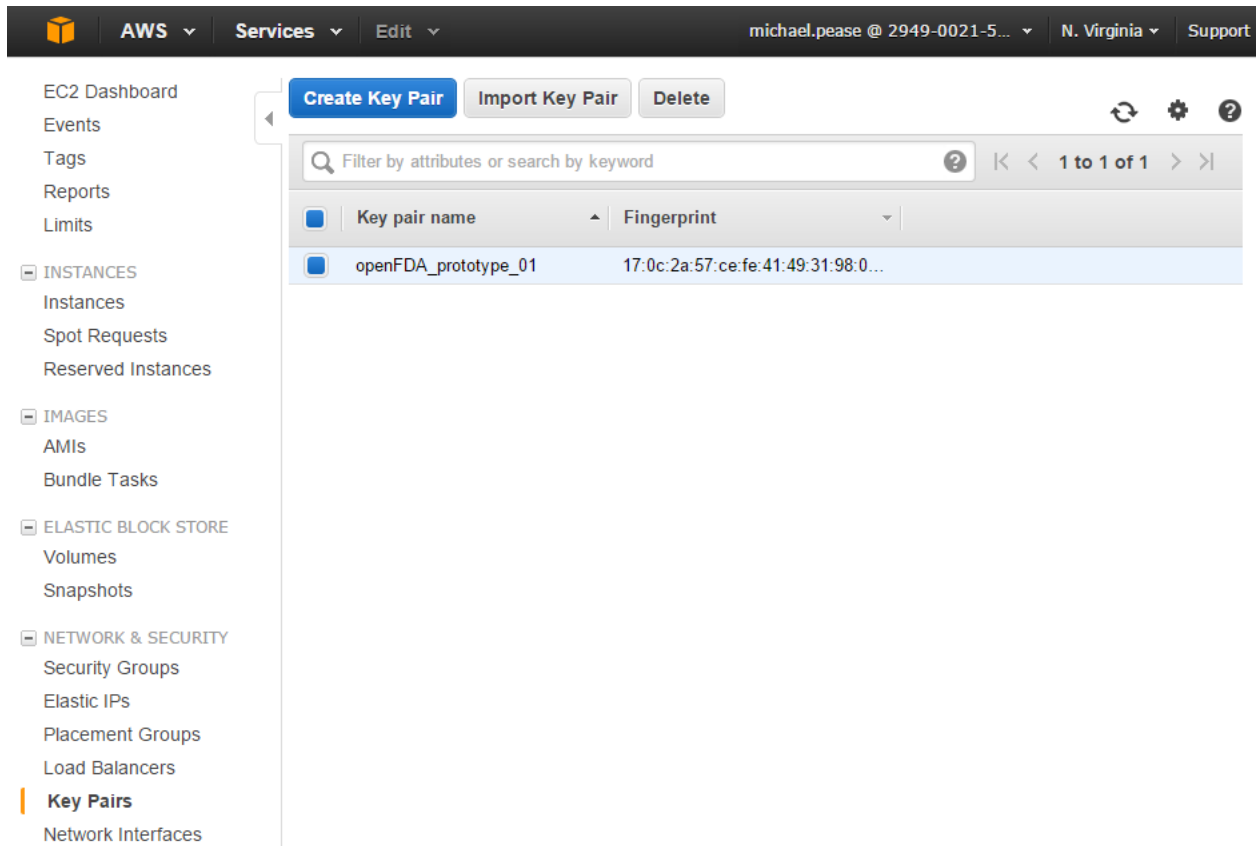 AWS Services Edit michael.pease @ 2949-0021-5... N. Virginia Support
EC2 Dashboard
Events
Tags
Reports
Limits
INSTANCES
Instances
Spot Requests
Reserved Instances
IMAGES
AMIs
Bundle Tasks
ELASTIC BLOCK STORE
Volumes
Snapshots
NETWORK & SECURITY
Security Groups
Elastic IPs
Placement Groups
Load Balancers
Key Pairs
Network Interfaces
Create Key Pair Import Key Pair Delete
Filter by attributes or search by keyword 1 to 1 of 1
Key pair name Fingerprint
openFDA_prototype_01 17:0c:2a:57:ce:fe:41:49:31:98:0...